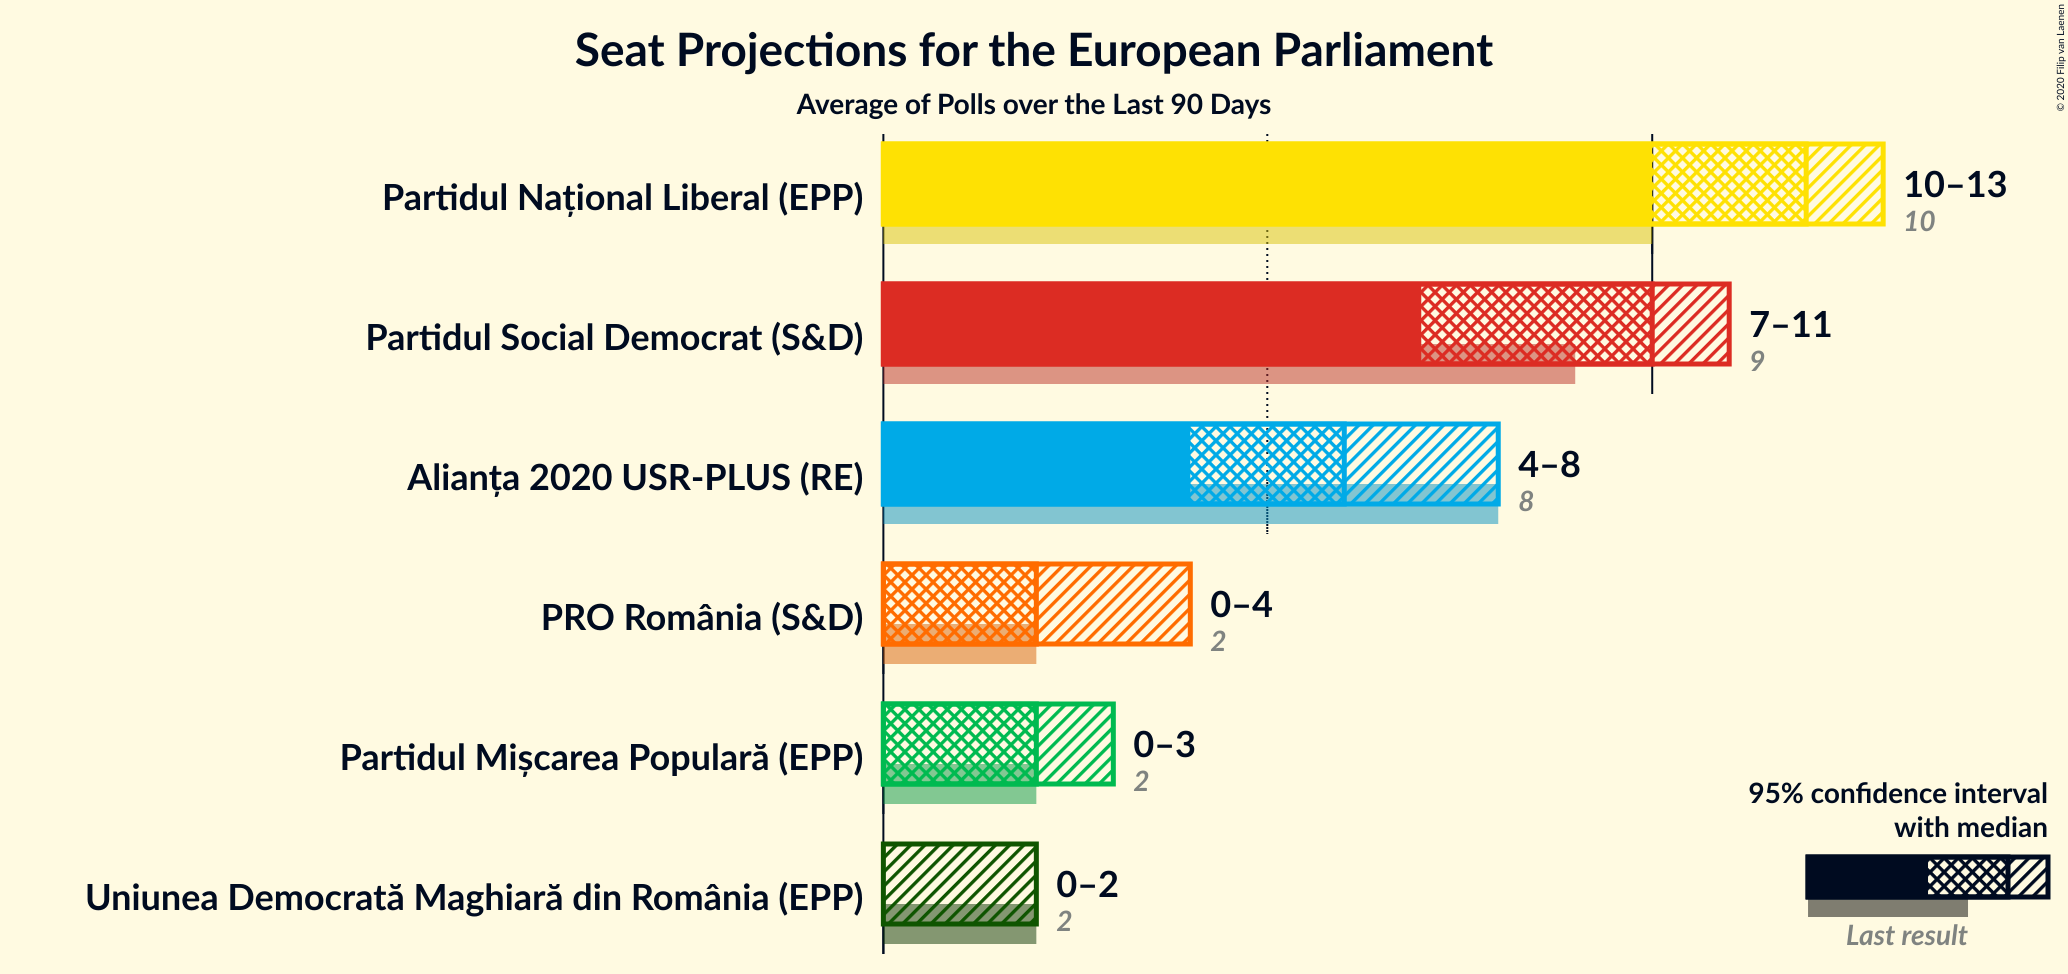 Seat Projections for the European Parliament
Average of Polls over the Last 90 Days
© 2020 Filip van Laenen
Partidul Național Liberal (EPP)
10–13
10
Partidul Social Democrat (S&D)
7–11
9
Alianța 2020 USR-PLUS (RE)
4–8
8
PRO România (S&D)
0–4
2
Partidul Mișcarea Populară (EPP)
0–3
2
Uniunea Democrată Maghiară din România (EPP)
0–2
2
95% confidence interval
with median
Last result